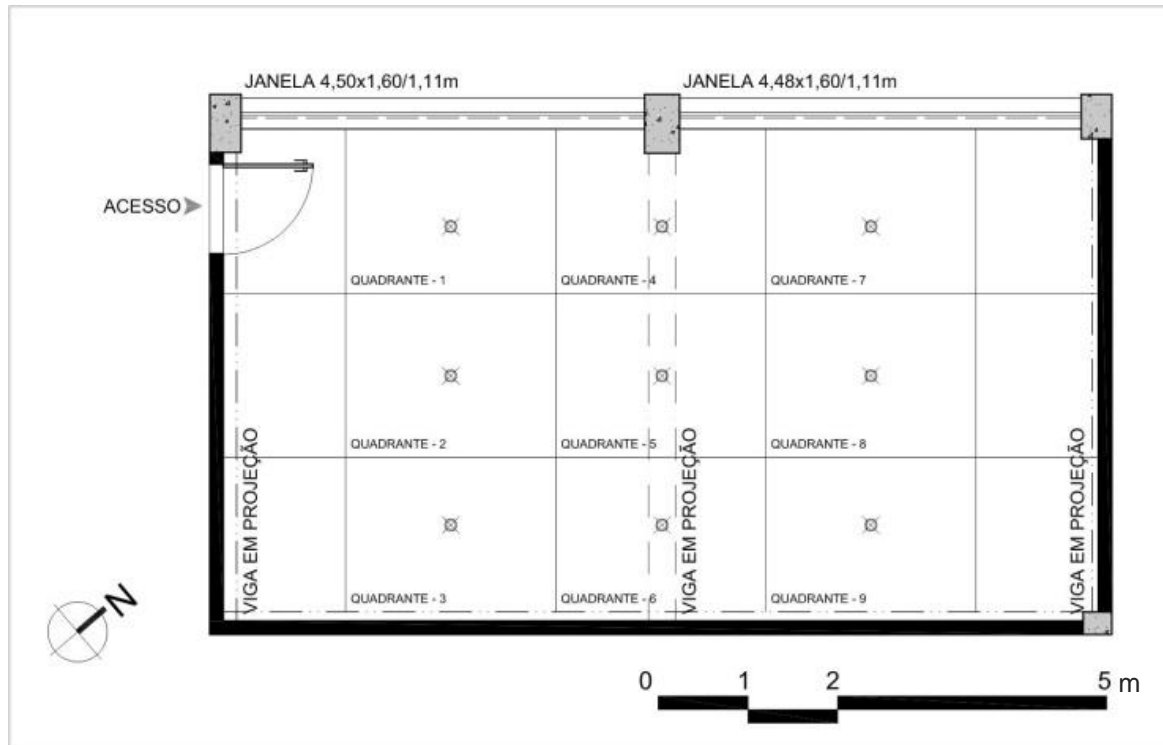 JANELA 4,50x1,60/1,11m
JANELA 4,48x1,60/1,11m
ACESSO
QUADRANTE - 1
QUADRANTE - 4
QUADRANTE - 7
QUADRANTE - 2
QUADRANTE - 5
QUADRANTE - 8
VIGA EM PROJEÇÃO
VIGA EM PROJEÇÃO
VIGA EM PROJEÇÃO
QUADRANTE - 3
QUADRANTE - 6
QUADRANTE - 9
N
0 1 2 5 m